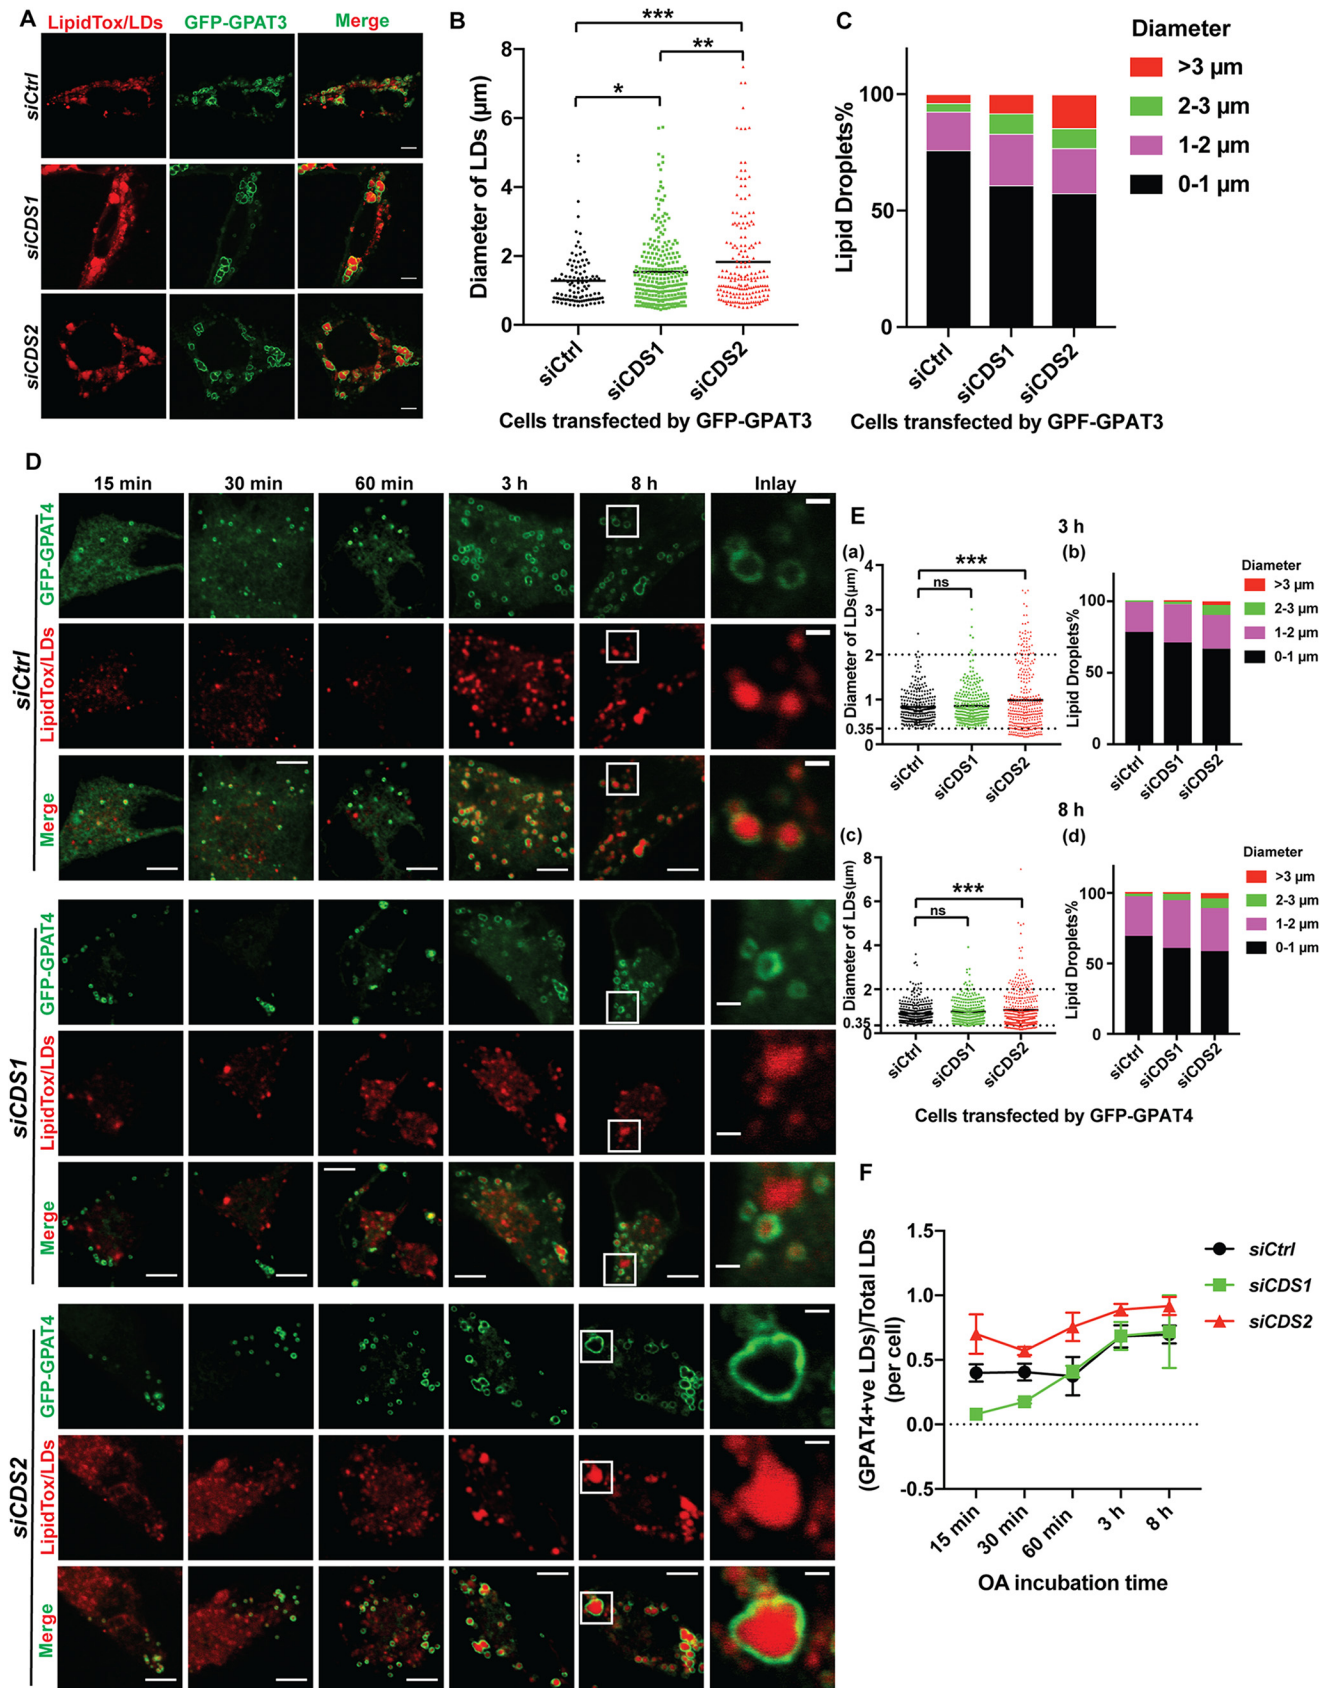 A
LipidTox/LDs GFP-GPAT3 Merge
siCtrl
siCDS1
siCDS2
B
Diameter of LDs (µm)
8
6
4
2
0
***
**
*
siCtrl siCDS1 siCDS2
Cells transfected by GFP-GPAT3
C
Lipid Droplets%
100
50
0
siCtrl siCDS1 siCDS2
Cells transfected by GPF-GPAT3
Diameter
>3 µm
2-3 µm
1-2 µm
0-1 µm
D
15 min 30 min 60 min 3 h 8 h Inlay
siCtrl
GFP-GPAT4
LipidTox/LDs
Merge
siCDS1
GFP-GPAT4
LipidTox/LDs
Merge
siCDS2
GFP-GPAT4
LipidTox/LDs
Merge
E
3 h
(a)
Diameter of LDs(µm)
4
3
2
1
0.35
0
***
ns
siCtrl siCDS1 siCDS2
(b)
Lipid Droplets%
100
50
0
siCtrl siCDS1 siCDS2
Diameter
>3 µm
2-3 µm
1-2 µm
0-1 µm
8 h
(c)
Diameter of LDs(µm)
8
6
4
2
0.35
0
***
ns
siCtrl siCDS1 siCDS2
(d)
Lipid Droplets%
100
50
0
siCtrl siCDS1 siCDS2
Diameter
>3 µm
2-3 µm
1-2 µm
0-1 µm
Cells transfected by GFP-GPAT4
F
(GPAT4+ve LDs)/Total LDs
(per cell)
1.5
1.0
0.5
0.0
-0.5
15 min 30 min 60 min 3 h 8 h
OA incubation time
siCtrl
siCDS1
siCDS2